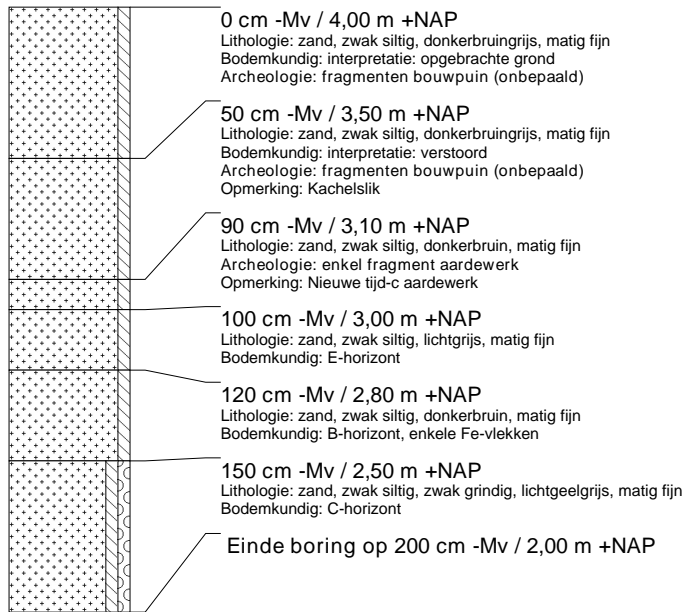 0 cm -Mv / 4,00 m +NAP
Lithologie: zand, zwak siltig, donkerbruingrijs, matig fijn
Bodemkundig: interpretatie: opgebrachte grond
Archeologie: fragmenten bouwpuin (onbepaald)
50 cm -Mv / 3,50 m +NAP
Lithologie: zand, zwak siltig, donkerbruingrijs, matig fijn
Bodemkundig: interpretatie: verstoord
Archeologie: fragmenten bouwpuin (onbepaald)
Opmerking: Kachelslik
90 cm -Mv / 3,10 m +NAP
Lithologie: zand, zwak siltig, donkerbruin, matig fijn
Archeologie: enkel fragment aardewerk
Opmerking: Nieuwe tijd-c aardewerk
100 cm -Mv / 3,00 m +NAP
Lithologie: zand, zwak siltig, lichtgrijs, matig fijn
Bodemkundig: E-horizont
120 cm -Mv / 2,80 m +NAP
Lithologie: zand, zwak siltig, donkerbruin, matig fijn
Bodemkundig: B-horizont, enkele Fe-vlekken
150 cm -Mv / 2,50 m +NAP
Lithologie: zand, zwak siltig, zwak grindig, lichtgeelgrijs, matig fijn
Bodemkundig: C-horizont
Einde boring op 200 cm -Mv / 2,00 m +NAP